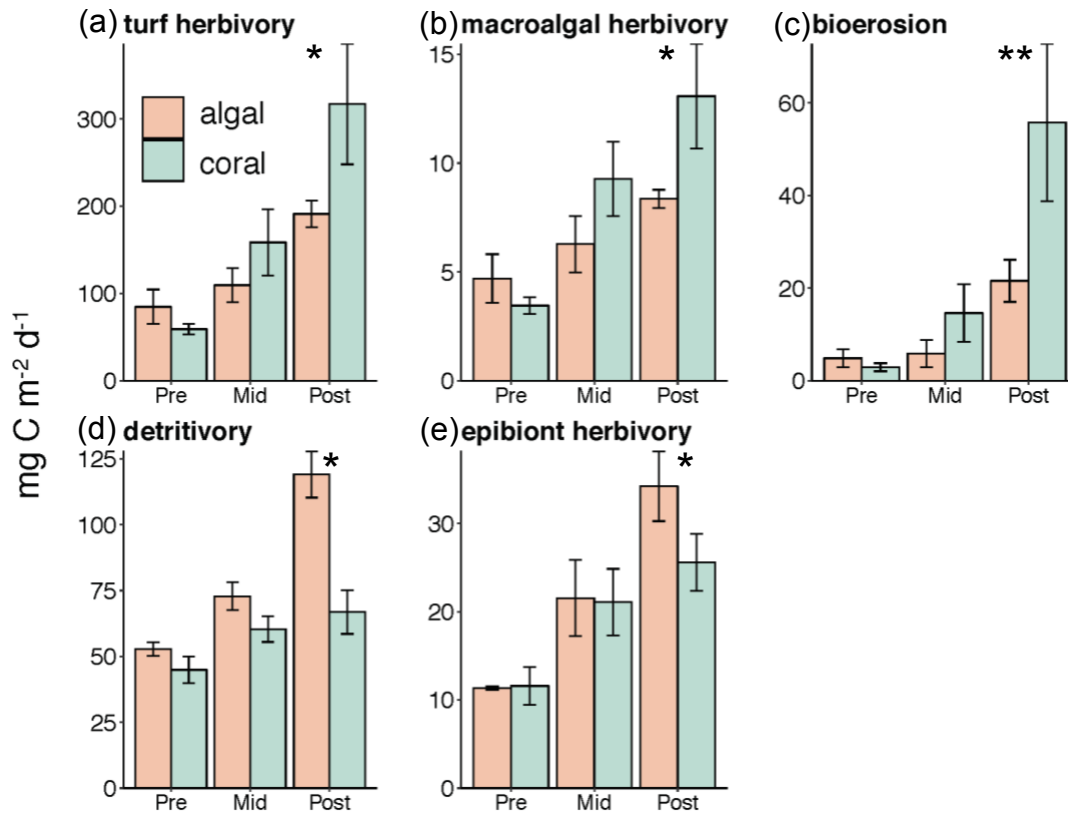 (a) turf herbivory
(b) macroalgal herbivory
(c) bioerosion
mg C m-2 d-1
*
300
200
100
0
algal
coral
Pre Mid Post
*
15
10
5
0
Pre Mid Post
**
60
40
20
0
Pre Mid Post
(d) detritivory
(e) epibiont herbivory
*
125
100
75
50
25
0
Pre Mid Post
*
30
20
10
0
Pre Mid Post